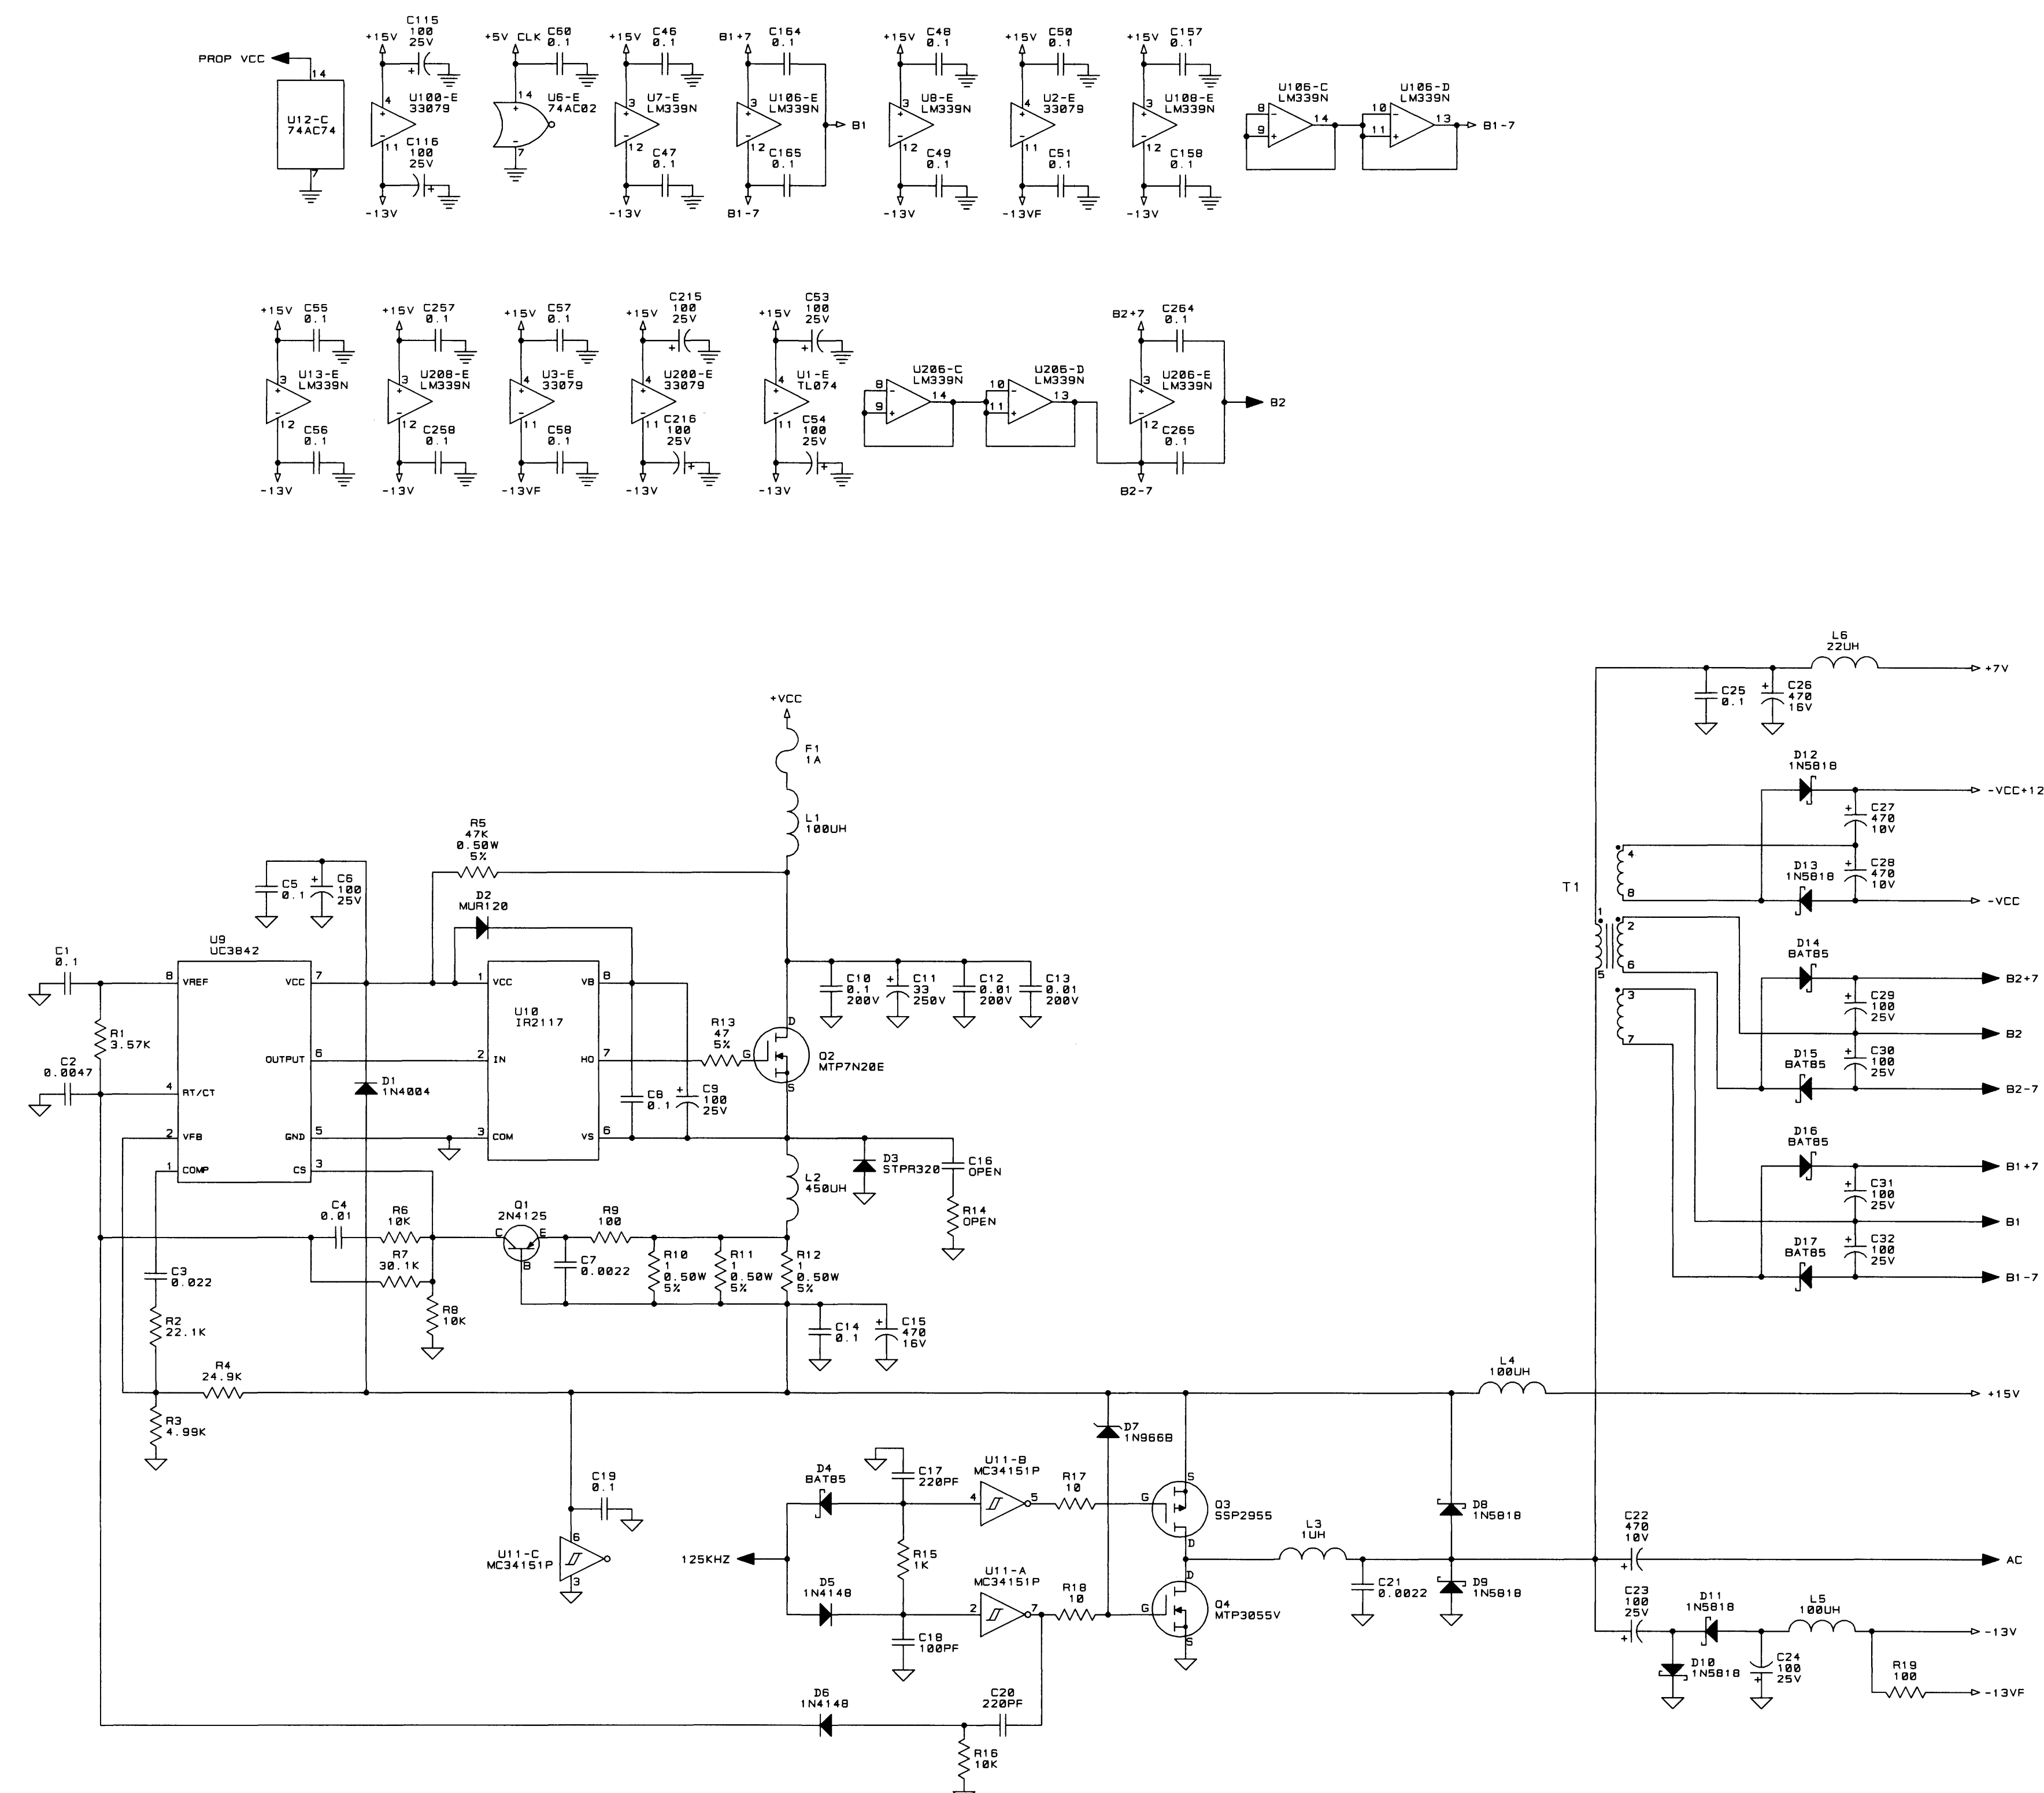 PROP VCC
14
U12-C
74AC74
7
+15V
C115
100
25V
+
4
U100-E
33079
+
-
11
C116
100
25V
+
-13V
+5V CLK
C60
0.1
14
U6-E
74AC02
+
-
7
+15V
C46
0.1
3
U7-E
LM339N
+
-
12
C47
0.1
-13V
B1+7
C164
0.1
3
U106-E
LM339N
+
-
B1
12
C165
0.1
B1-7
+15V
C48
0.1
3
U8-E
LM339N
+
-
12
C49
0.1
-13V
+15V
C50
0.1
4
U2-E
33079
+
-
11
C51
0.1
-13VF
+15V
C157
0.1
3
U108-E
LM339N
+
-
12
C158
0.1
-13V
U106-C
LM339N
8
-
9
+
14
U106-D
LM339N
10
-
11
+
13
B1-7
+15V
C55
0.1
3
U13-E
LM339N
+
-
12
C56
0.1
-13V
+15V
C257
0.1
3
U208-E
LM339N
+
-
12
C258
0.1
-13V
+15V
C57
0.1
4
U3-E
33079
+
-
11
C58
0.1
-13VF
+15V
C215
100
25V
+
4
U200-E
33079
+
-
11
C216
100
25V
+
-13V
+15V
C53
100
25V
+
4
U1-E
TL074
+
-
11
C54
100
25V
+
-13V
U206-C
LM339N
8
-
9
+
14
U206-D
LM339N
10
-
11
+
13
B2+7
C264
0.1
3
U206-E
LM339N
+
-
B2
12
C265
0.1
B2-7
L6
22UH
+7V
C25
0.1
+
C26
470
16V
+VCC
F1
1A
L1
100UH
R5
47K
0.50W
5%
C5
0.1
+
C6
100
25V
D2
MUR120
C1
0.1
U9
UC3842
8
VREF
VCC
7
OUTPUT
6
4
RT/CT
2
VFB
GND
5
1
COMP
CS
3
R1
3.57K
C2
0.0047
D1
1N4004
U10
IR2117
1
VCC
VB
8
2
IN
HO
7
3
COM
VS
6
R13
47
5%
G
D
S
Q2
MTP7N20E
C8
0.1
+
C9
100
25V
C10
0.1
200V
+
C11
33
250V
C12
0.01
200V
C13
0.01
200V
D3
STPR320
C16
OPEN
R14
OPEN
L2
450UH
C4
0.01
R6
10K
R7
30.1K
R8
10K
Q1
2N4125
C
E
B
R9
100
C7
0.0022
R10
1
0.50W
5%
R11
1
0.50W
5%
R12
1
0.50W
5%
C14
0.1
+
C15
470
16V
C3
0.022
R2
22.1K
R4
24.9K
R3
4.99K
T1
D12
1N5818
-VCC+12
+
C27
470
10V
4
8
+
C28
470
10V
D13
1N5818
-VCC
1
5
2
6
D14
BAT85
B2+7
+
C29
100
25V
B2
+
C30
100
25V
D15
BAT85
B2-7
3
7
D16
BAT85
B1+7
+
C31
100
25V
B1
+
C32
100
25V
D17
BAT85
B1-7
L4
100UH
+15V
C19
0.1
6
U11-C
MC34151P
3
125KHZ
D4
BAT85
C17
220PF
U11-B
MC34151P
4
5
R17
10
R15
1K
D5
1N4148
C18
100PF
U11-A
MC34151P
2
7
R18
10
D7
1N966B
G
S
D
Q3
SSP2955
G
D
S
Q4
MTP3055V
L3
1UH
C21
0.0022
D8
1N5818
D9
1N5818
C22
470
10V
+
AC
C23
100
25V
+
D10
1N5818
D11
1N5818
L5
100UH
C24
100
25V
+
-13V
R19
100
-13VF
D6
1N4148
C20
220PF
R16
10K